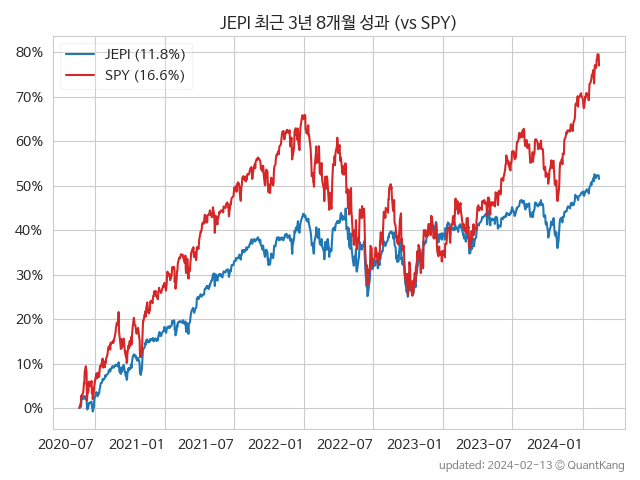 JEPI 최근 3년 8개월 성과 (vs SPY)
JEPI (11.8%)
SPY (16.6%)
80%
70%
60%
50%
40%
30%
20%
10%
0%
2020-07 2021-01 2021-07 2022-01 2022-07 2023-01 2023-07 2024-01
updated: 2024-02-13 © QuantKang